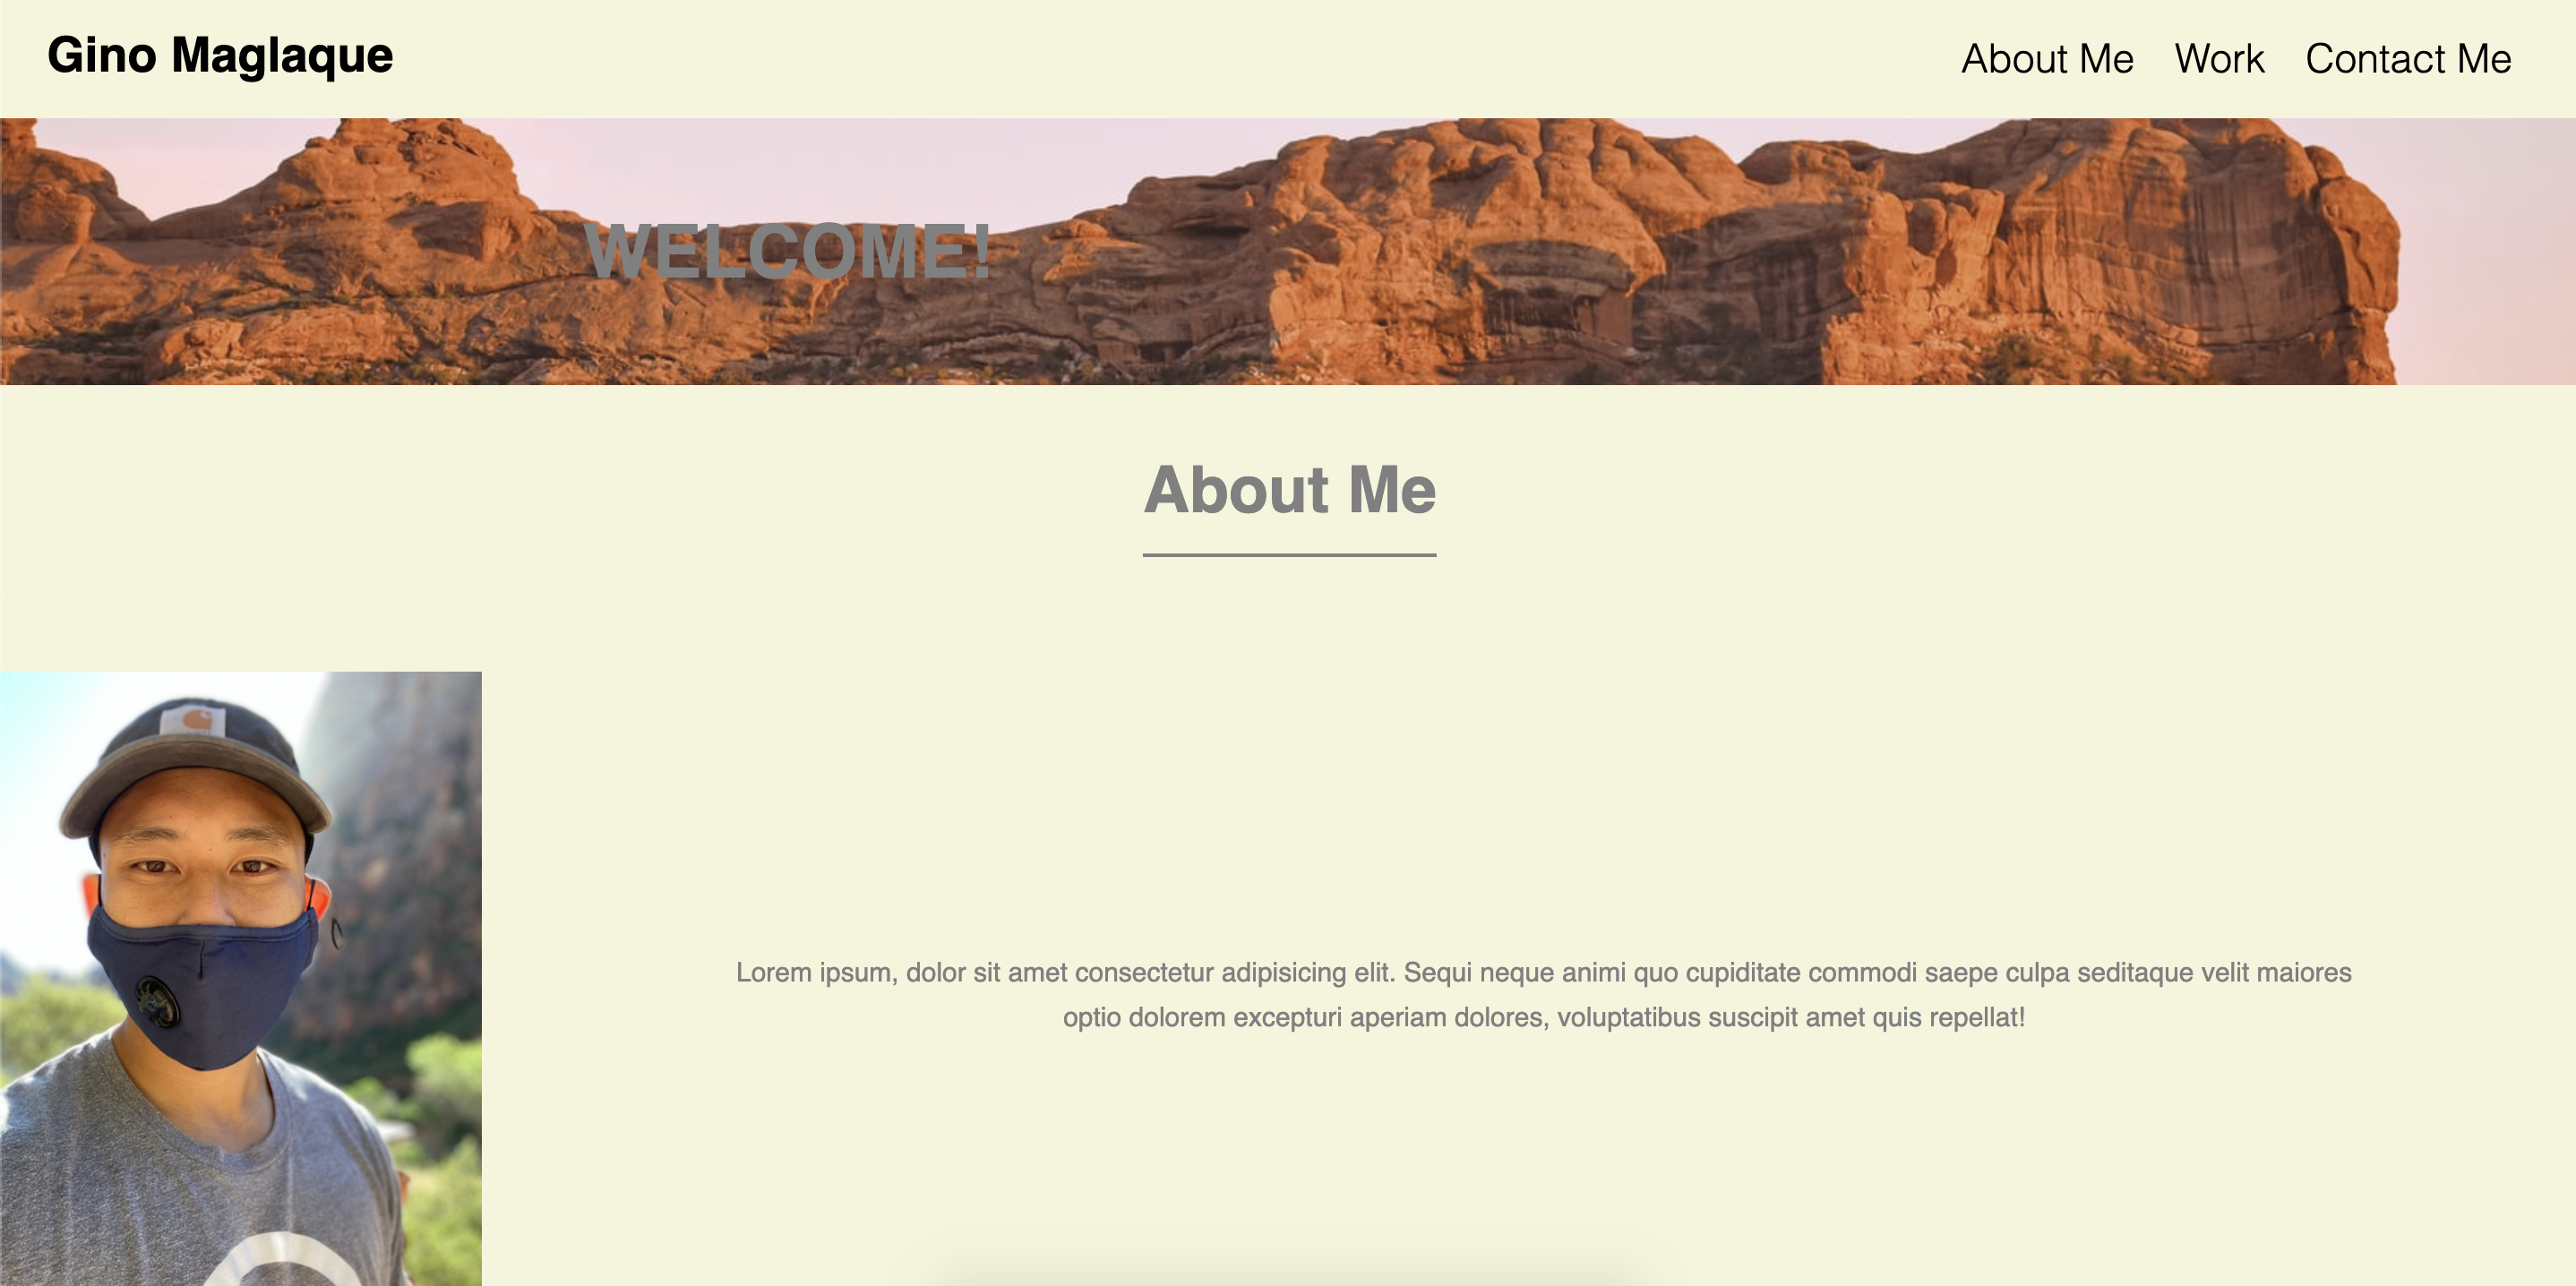 Gino Maglaque
About Me Work Contact Me
WELCOME!
About Me
Lorem ipsum, dolor sit amet consectetur adipisicing elit. Sequi neque animi quo cupiditate commodi saepe culpa seditaque velit maiores
optio dolorem excepturi aperiam dolores, voluptatibus suscipit amet quis repellat!